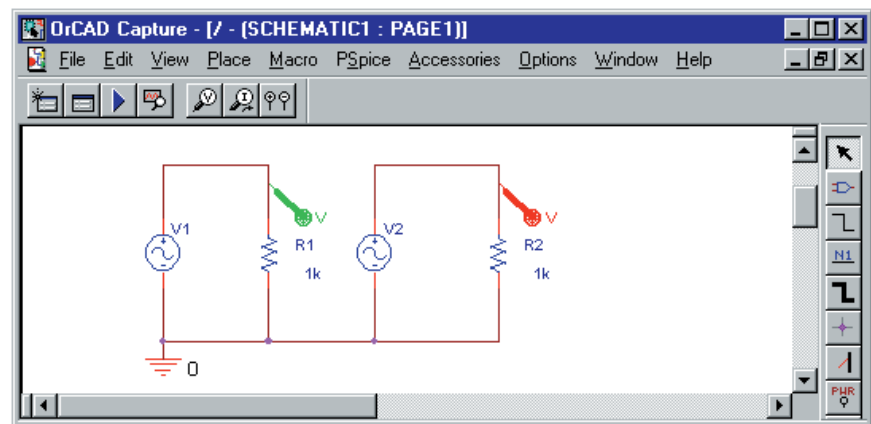 OrCAD Capture - [/ - (SCHEMATIC1 : PAGE1)]
File Edit View Place Macro PSpice Accessories Options Window Help
V I
V V
V1 R1 V2 R2
1k 1k
0
N1
PWR